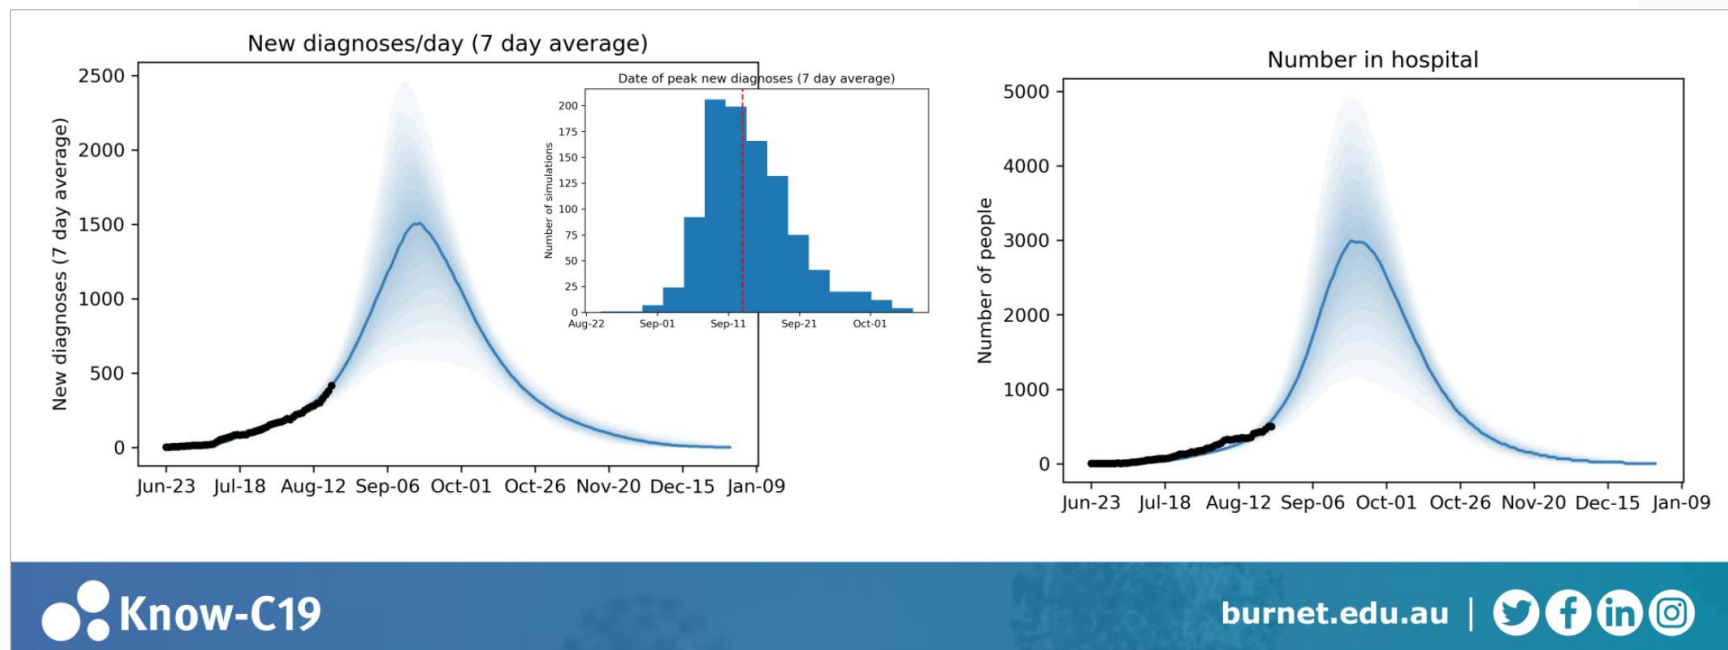 New diagnoses/day (7 day average)
New diagnoses (7 day average)
2500
2000
1500
1000
500
0
Jun-23 Jul-18 Aug-12 Sep-06 Oct-01 Oct-26 Nov-20 Dec-15 Jan-09
Date of peak new diagnoses (7 day average)
Number of simulations
200
175
150
125
100
75
50
25
0
Aug-22 Sep-01 Sep-11 Sep-21 Oct-01
Number in hospital
Number of people
5000
4000
3000
2000
1000
0
Jun-23 Jul-18 Aug-12 Sep-06 Oct-01 Oct-26 Nov-20 Dec-15 Jan-09
Know-C19
burnet.edu.au |